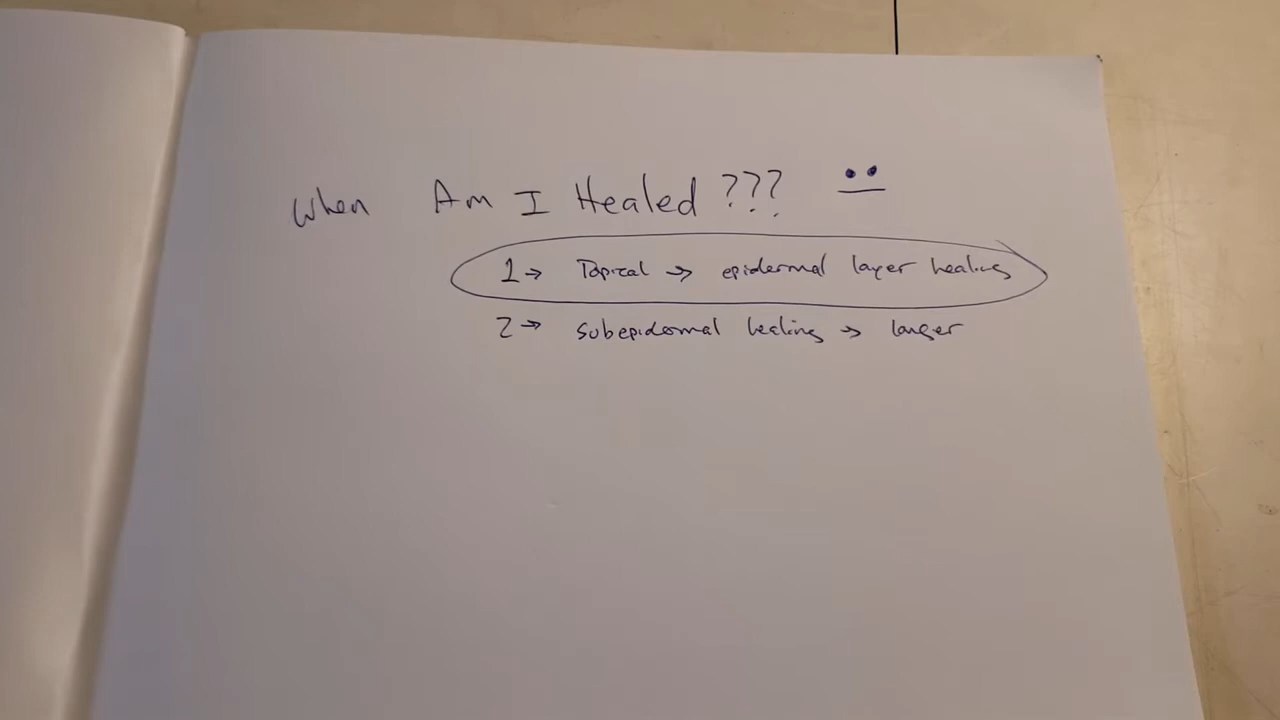 When Am I Healed ???
1→ Topical → epidermal layer healing
2→ Subepidermal healing → longer